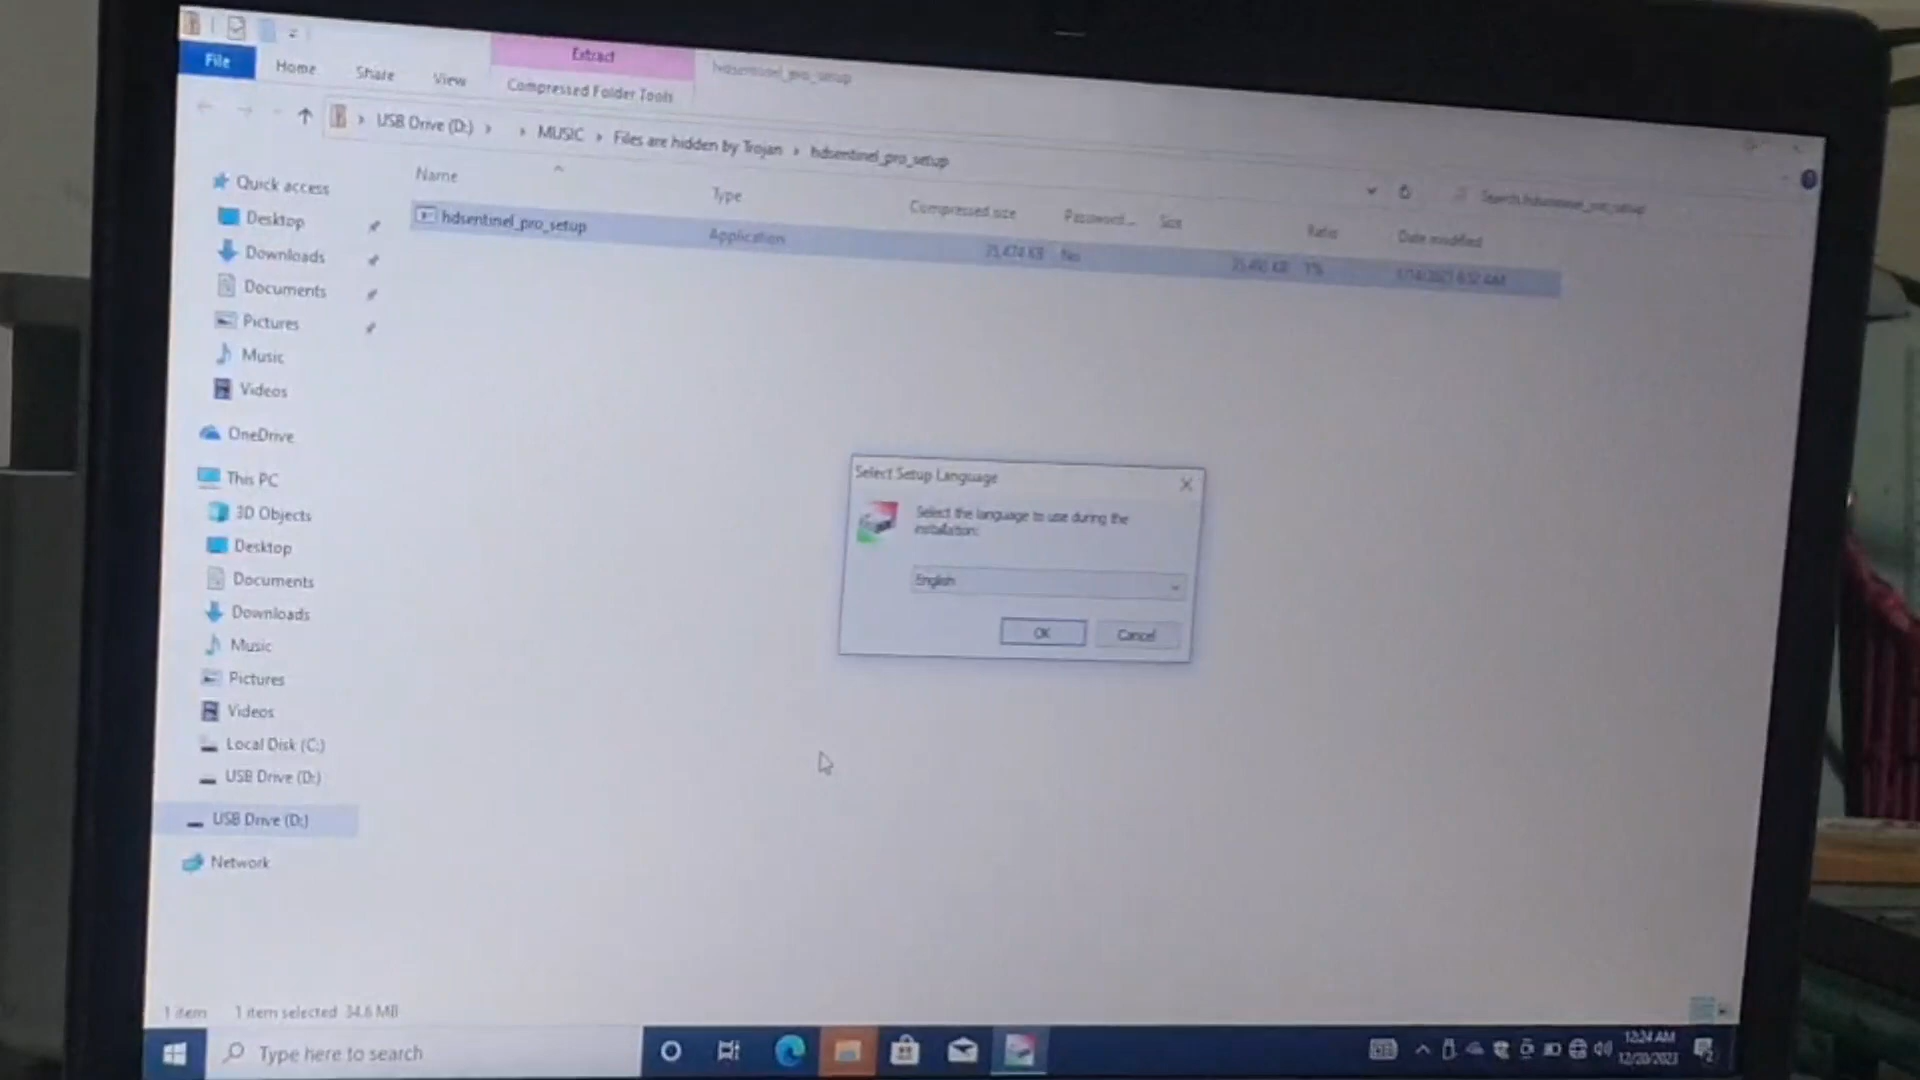 Extract
hdsentinel_pro_setup
File
Home
Share
View
Compressed Folder Tools
USB Drive (D:)
MUSIC
Files are hidden by Trojan
hdsentinel_pro_setup
Search hdsentinel_pro_setup
Name
Type
Compressed size
Password...
Size
Ratio
Date modified
hdsentinel_pro_setup
Application
No
1%
Quick access
Desktop
Downloads
Documents
Pictures
Music
Videos
OneDrive
This PC
3D Objects
Desktop
Documents
Downloads
Music
Pictures
Videos
Local Disk (C:)
USB Drive (D:)
USB Drive (D:)
Network
Select Setup Language
Select the language to use during the
installation:
English
OK
Cancel
1 item
1 item selected 34.6 MB
Type here to search
12:24 AM
12/20/2023